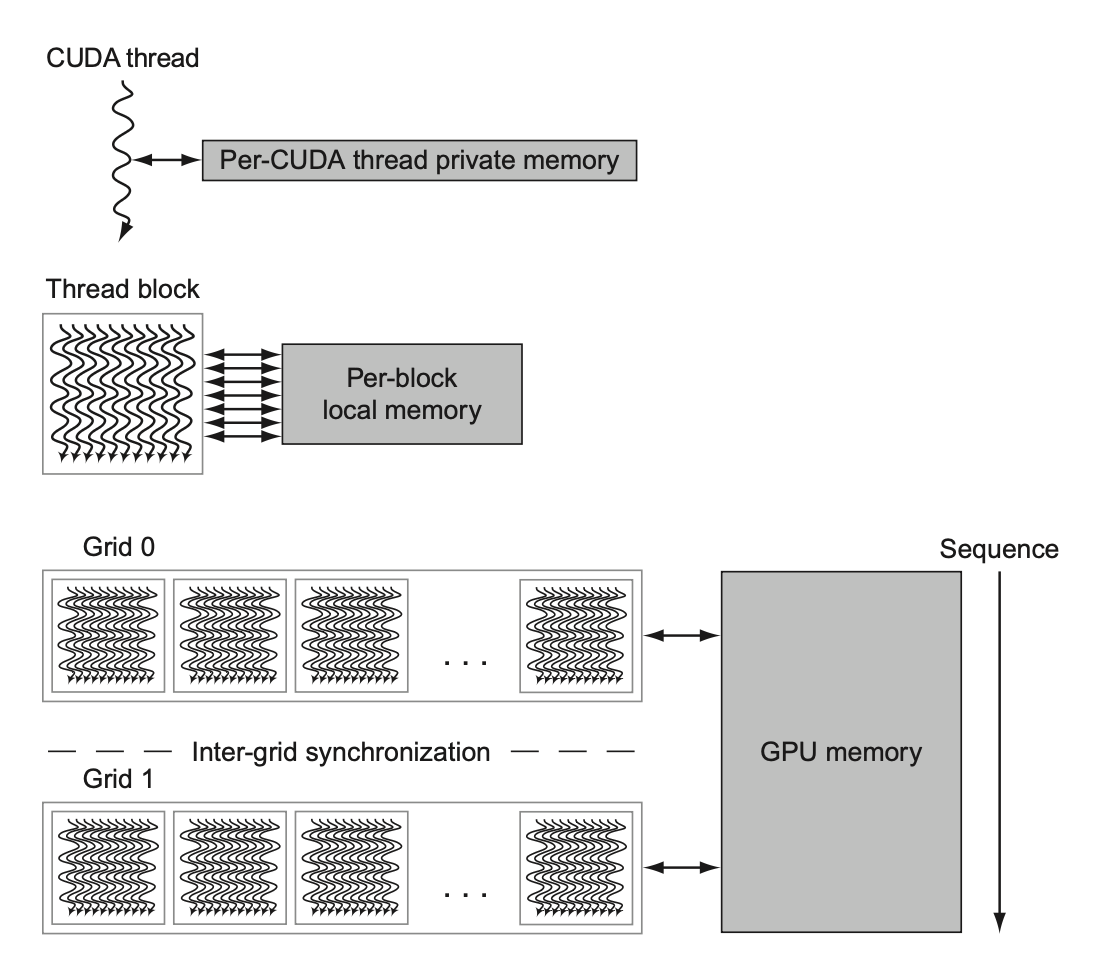 CUDA thread
Per-CUDA thread private memory
Thread block
Per-block
local memory
Grid 0
Sequence
. . .
Inter-grid synchronization
GPU memory
Grid 1
. . .